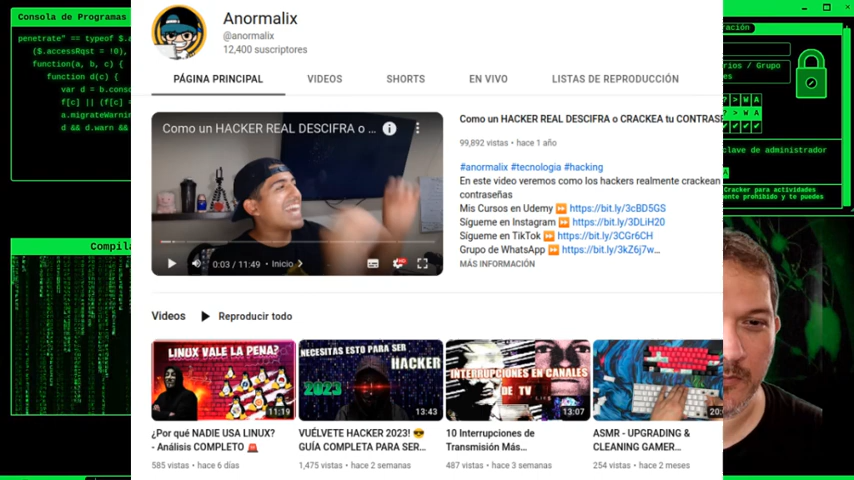 Consola de Programas
penetrate" == typeof $.a
($.accessRqst = !0),
function(a, b, c) {
function d(c) {
var d = b.conso
f[c] || (f[c] =
a.migrateWarnin
d && d.warn &&
Compila
Anormalix
@anormalix
12,400 suscriptores
PÁGINA PRINCIPAL
VIDEOS
SHORTS
EN VIVO
LISTAS DE REPRODUCCIÓN
Como un HACKER REAL DESCIFRA o ...
0:03 / 11:49 • Inicio
Como un HACKER REAL DESCIFRA o CRACKEA tu CONTRASE
99,892 vistas • hace 1 año
#anormalix #tecnologia #hacking
En este video veremos como los hackers realmente crackean
contraseñas
Mis Cursos en Udemy ⏩ https://bit.ly/3cBD5GS
Sígueme en Instagram ⏩ https://bit.ly/3DLiH20
Sígueme en TikTok ⏩ https://bit.ly/3CGr6CH
Grupo de WhatsApp ⏩ https://bit.ly/3kZ6j7w...
MÁS INFORMACIÓN
Videos
Reproducir todo
LINUX VALE LA PENA?
11:19
NECESITAS ESTO PARA SER
HACKER
2023
13:43
INTERRUPCIONES EN CANALES
DE TV
13:07
20:
¿Por qué NADIE USA LINUX?
- Análisis COMPLETO 🚨
585 vistas • hace 6 días
VUÉLVETE HACKER 2023! 😎
GUÍA COMPLETA PARA SER...
1,475 vistas • hace 2 semanas
10 Interrupciones de
Transmisión Más...
487 vistas • hace 3 semanas
ASMR - UPGRADING &
CLEANING GAMER...
254 vistas • hace 2 meses
ración
rios / Grupo
es
? > W A
? > W A
clave de administrador
A
Cracker para actividades
mente prohibido y te puedes